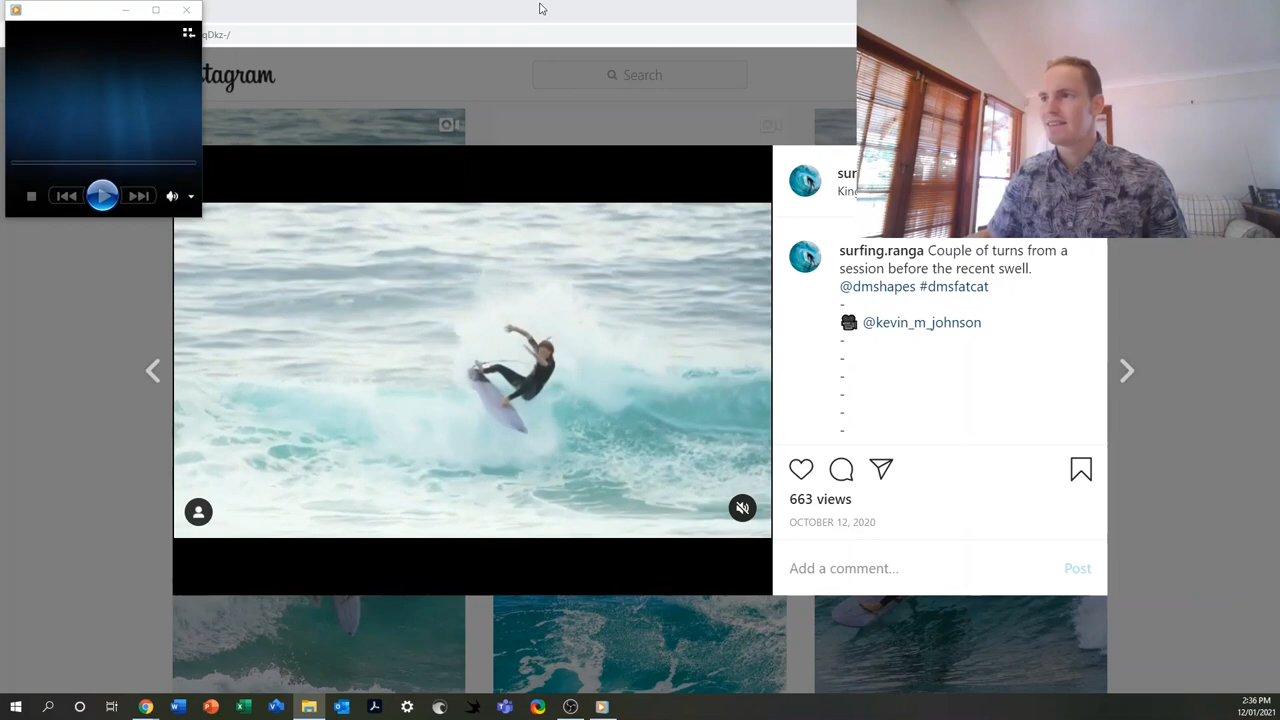 qDkz-/
stagram
Search
sur
King
surfing.ranga Couple of turns from a
session before the recent swell.
@dmshapes #dmsfatcat
-
@kevin_m_johnson
-
-
-
-
-
-
663 views
OCTOBER 12, 2020
Add a comment...
Post
2:36 PM
12/01/2021